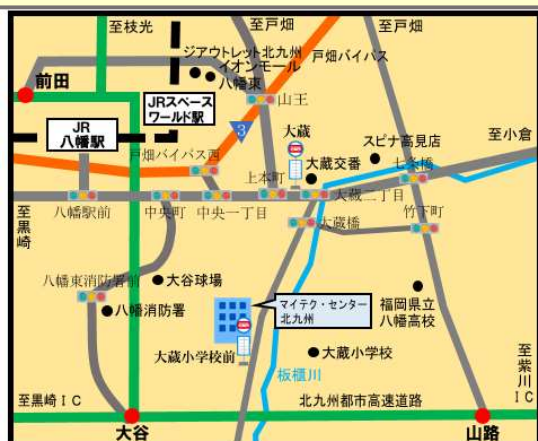 至枝光
至戸畑
至戸畑
ジアウトレット北九州
イオンモール
八幡東
戸畑バイパス
前田
JRスペース
ワールド駅
山王
3
JR
八幡駅
大蔵
スピナ高見店
至小倉
戸畑バイパス西
大蔵交番
七条橋
上本町
至黒崎
八幡駅前
中央町
中央一丁目
大蔵二丁目
大蔵橋
竹下町
八幡東消防署前
大谷球場
八幡消防署
マイテク・センター
北九州
福岡県立
八幡高校
大蔵小学校前
大蔵小学校
板櫃川
至紫川IC
至黒崎IC
北九州都市高速道路
大谷
山路